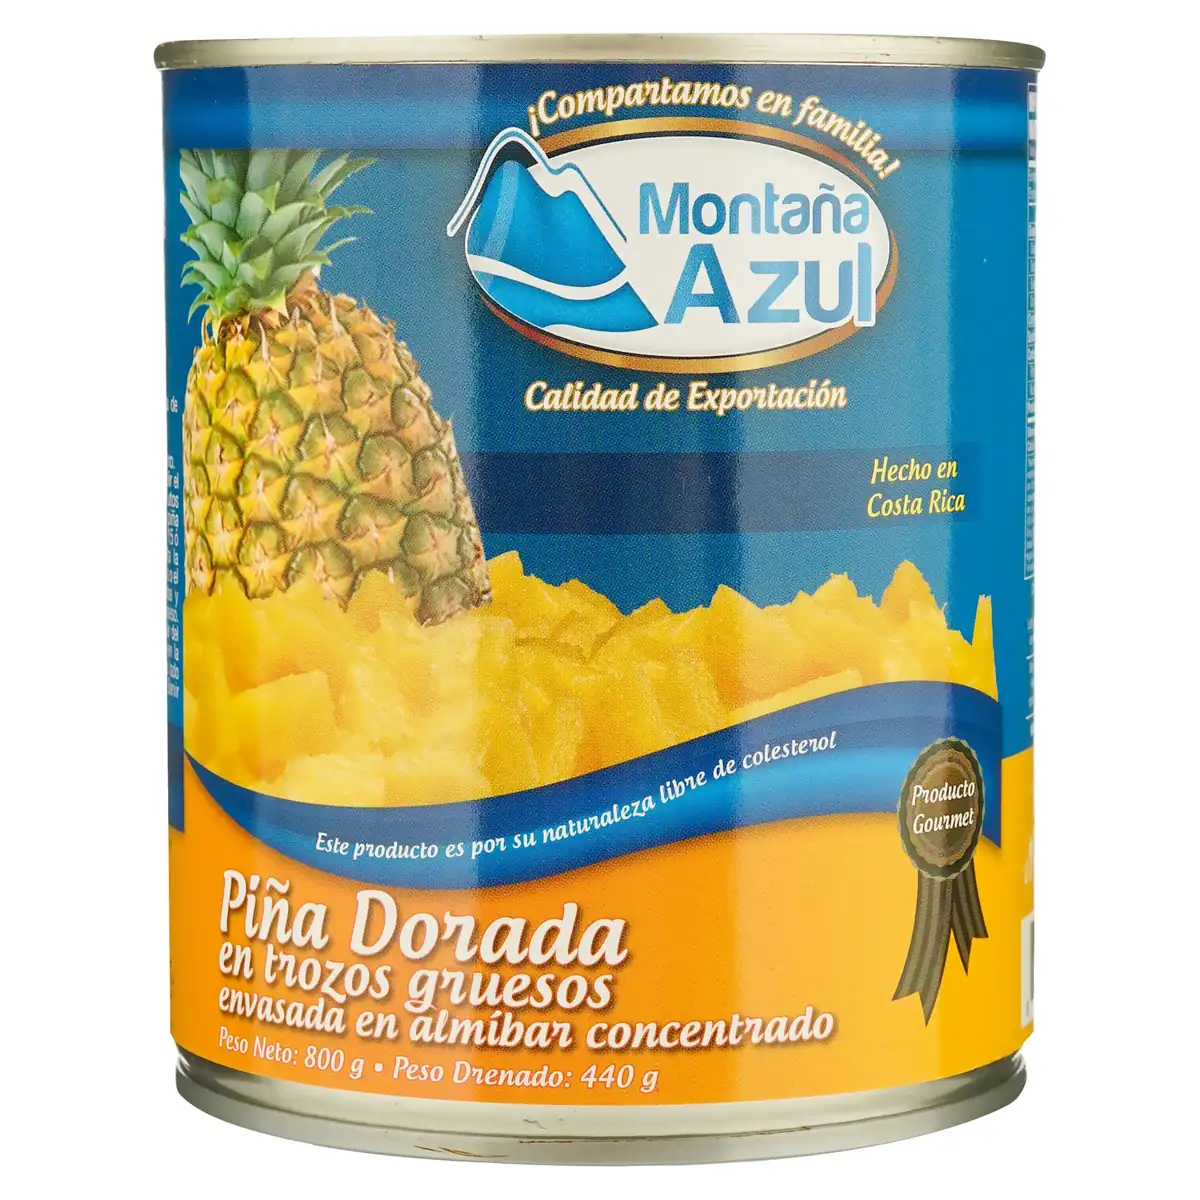 ¡Compartamos en familia!
Montaña
Azul
Calidad de Exportación
Hecho en
Costa Rica
Este producto es por su naturaleza libre de colesterol
Producto
Gourmet
Piña Dorada
en trozos gruesos
envasada en almíbar concentrado
Peso Neto: 800 g • Peso Drenado: 440 g